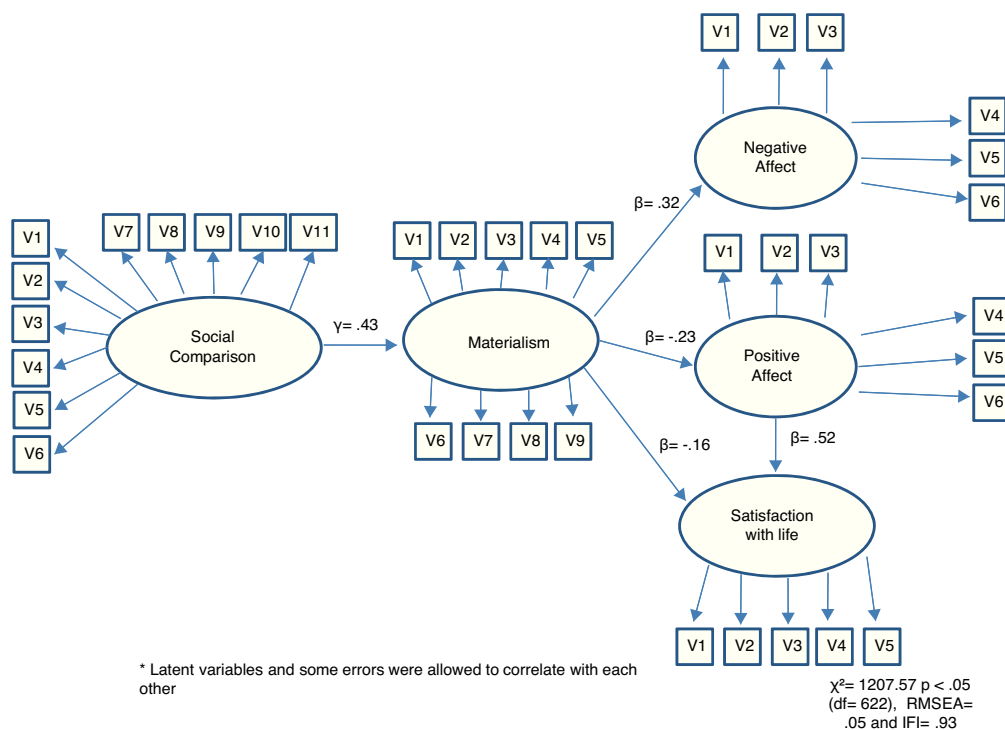 V1
V2
V3
V4
V5
V6
Negative
Affect
β= .32
V1
V2
V3
V4
V5
V6
V7
V8
V9
V10
V11
Social
Comparison
γ= .43
V1
V2
V3
V4
V5
Materialism
V6
V7
V8
V9
β= -.23
V1
V2
V3
V4
V5
V6
Positive
Affect
β= -.16
β= .52
Satisfaction
with life
V1
V2
V3
V4
V5
* Latent variables and some errors were allowed to correlate with each
other
χ²= 1207.57 p < .05
(df= 622), RMSEA=
.05 and IFI= .93